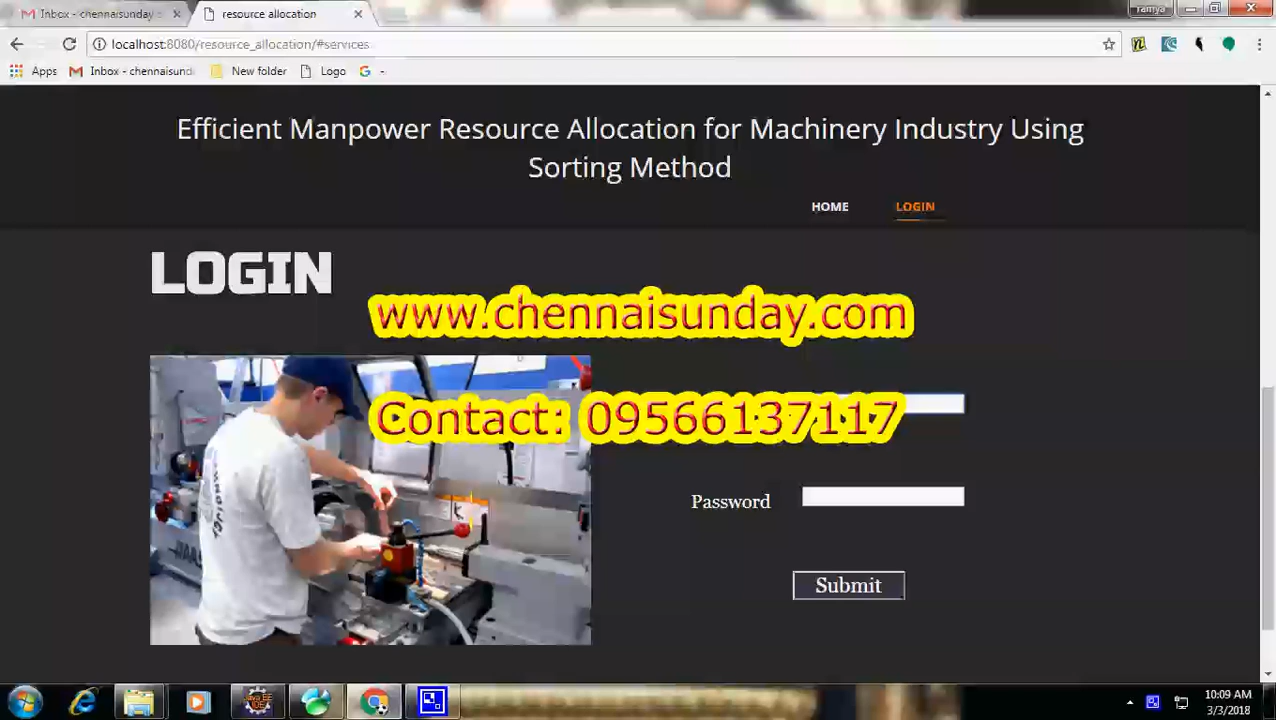 Inbox - chennaisunday
resource allocation
ramya
localhost:8080/resource_allocation/#services
Apps
Inbox - chennaisund
New folder
Logo
Efficient Manpower Resource Allocation for Machinery Industry Using
Sorting Method
HOME
LOGIN
LOGIN
www.chennaisunday.com
Contact: 09566137117
Password
Submit
10:09 AM
3/3/2018